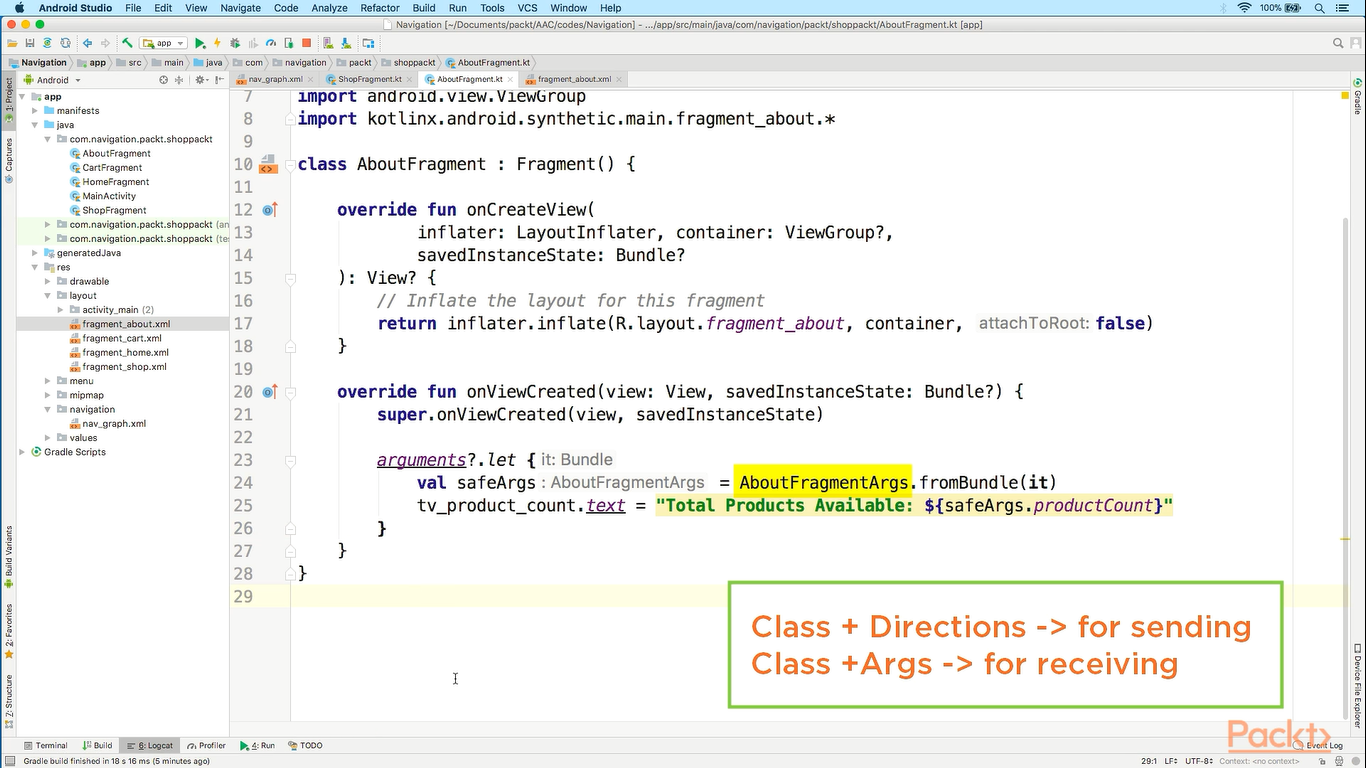 Android Studio File Edit View Navigate Code Analyze Refactor Build Run Tools VCS Window Help 100%
Navigation [~/Documents/packt/AAC/codes/Navigation] - .../app/src/main/java/com/navigation/packt/shoppackt/AboutFragment.kt [app]
app
Navigation app src main java com navigation packt shoppackt AboutFragment.kt
Android
nav_graph.xml ShopFragment.kt AboutFragment.kt fragment_about.xml
1: Project
Captures
Build Variants
2: Favorites
7: Structure
app
manifests
java
com.navigation.packt.shoppackt
AboutFragment
CartFragment
HomeFragment
MainActivity
ShopFragment
com.navigation.packt.shoppackt (an
com.navigation.packt.shoppackt (tes
generatedJava
res
drawable
layout
activity_main (2)
fragment_about.xml
fragment_cart.xml
fragment_home.xml
fragment_shop.xml
menu
mipmap
navigation
nav_graph.xml
values
Gradle Scripts
7 import android.view.ViewGroup
8 import kotlinx.android.synthetic.main.fragment_about.*
9
10 class AboutFragment : Fragment() {
11
12 override fun onCreateView(
13 inflater: LayoutInflater, container: ViewGroup?,
14 savedInstanceState: Bundle?
15 ): View? {
16 // Inflate the layout for this fragment
17 return inflater.inflate(R.layout.fragment_about, container, attachToRoot: false)
18 }
19
20 override fun onViewCreated(view: View, savedInstanceState: Bundle?) {
21 super.onViewCreated(view, savedInstanceState)
22
23 arguments?.let { it: Bundle
24 val safeArgs : AboutFragmentArgs = AboutFragmentArgs.fromBundle(it)
25 tv_product_count.text = "Total Products Available: ${safeArgs.productCount}"
26 }
27 }
28 }
29
Class + Directions -> for sending
Class +Args -> for receiving
Gradle
Device File Explorer
Packt>
Terminal Build 6: Logcat Profiler 4: Run TODO Event Log
Gradle build finished in 18 s 16 ms (5 minutes ago) 29:1 LF UTF-8 Context: <no context>